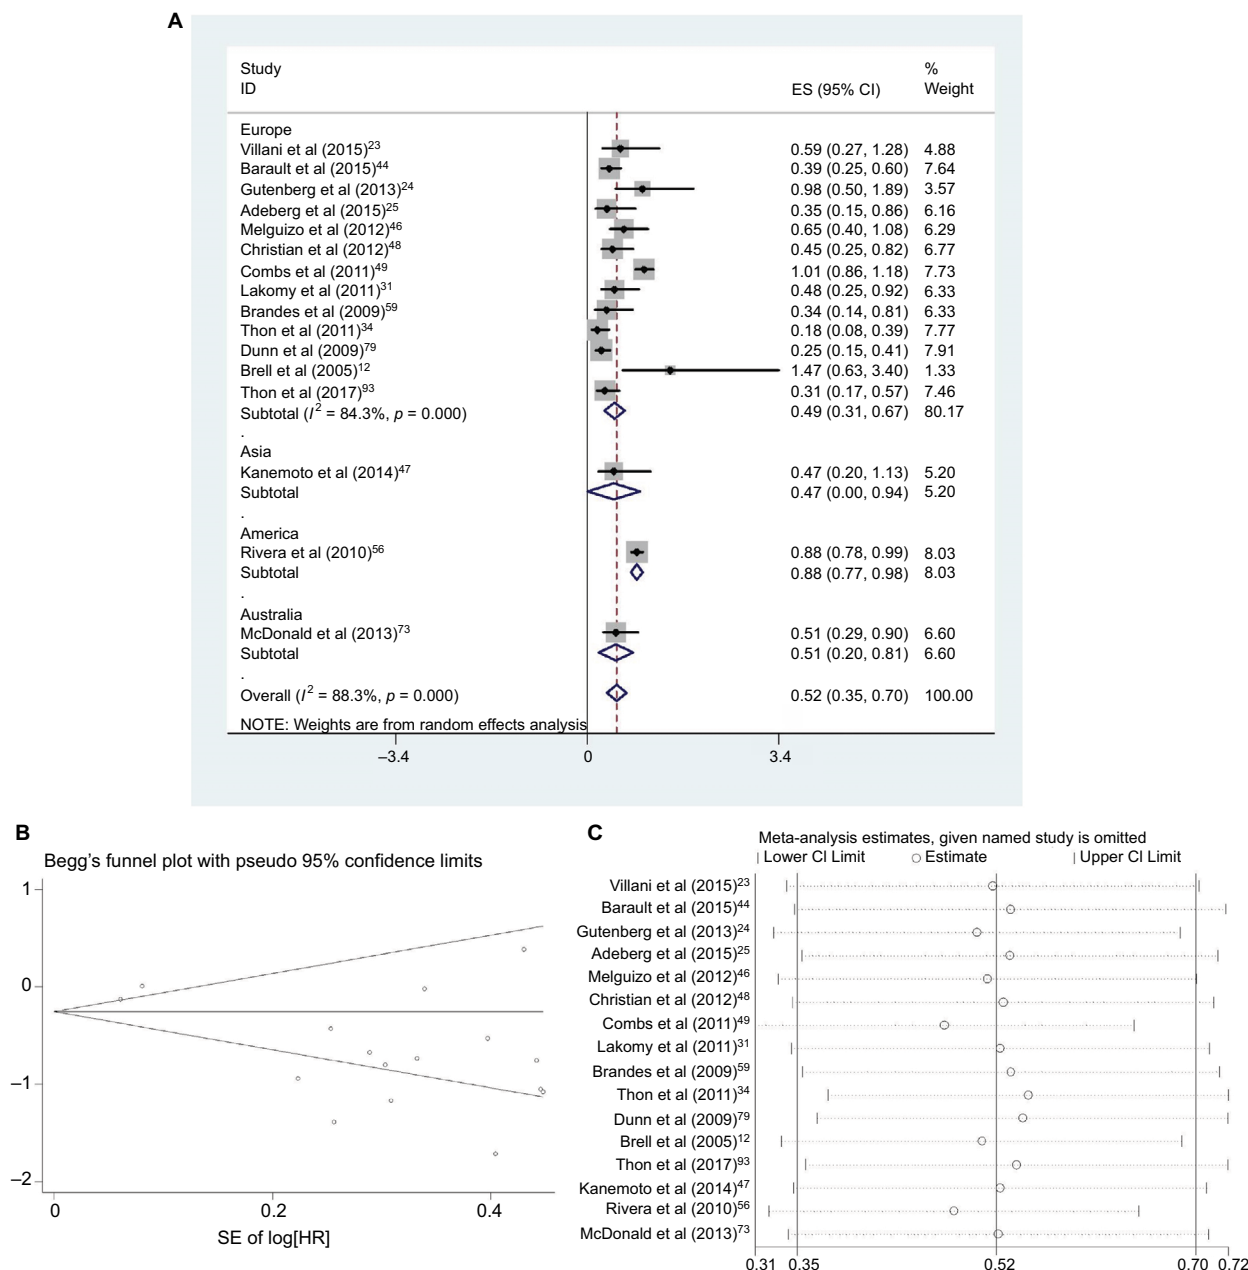 A
Study
ID
ES (95% CI)
%
Weight
Europe
Villani et al (2015)23 0.59 (0.27, 1.28) 4.88
Barault et al (2015)44 0.39 (0.25, 0.60) 7.64
Gutenberg et al (2013)24 0.98 (0.50, 1.89) 3.57
Adeberg et al (2015)25 0.35 (0.15, 0.86) 6.16
Melguizo et al (2012)46 0.65 (0.40, 1.08) 6.29
Christian et al (2012)48 0.45 (0.25, 0.82) 6.77
Combs et al (2011)49 1.01 (0.86, 1.18) 7.73
Lakomy et al (2011)31 0.48 (0.25, 0.92) 6.33
Brandes et al (2009)59 0.34 (0.14, 0.81) 6.33
Thon et al (2011)34 0.18 (0.08, 0.39) 7.77
Dunn et al (2009)79 0.25 (0.15, 0.41) 7.91
Brell et al (2005)12 1.47 (0.63, 3.40) 1.33
Thon et al (2017)93 0.31 (0.17, 0.57) 7.46
Subtotal (I2 = 84.3%, p = 0.000) 0.49 (0.31, 0.67) 80.17
.
Asia
Kanemoto et al (2014)47 0.47 (0.20, 1.13) 5.20
Subtotal 0.47 (0.00, 0.94) 5.20
.
America
Rivera et al (2010)56 0.88 (0.78, 0.99) 8.03
Subtotal 0.88 (0.77, 0.98) 8.03
.
Australia
McDonald et al (2013)73 0.51 (0.29, 0.90) 6.60
Subtotal 0.51 (0.20, 0.81) 6.60
.
Overall (I2 = 88.3%, p = 0.000) 0.52 (0.35, 0.70) 100.00
NOTE: Weights are from random effects analysis
–3.4 0 3.4
B
Begg's funnel plot with pseudo 95% confidence limits
1
0
–1
–2
0 0.2 0.4
SE of log[HR]
C
Meta-analysis estimates, given named study is omitted
Lower CI Limit Estimate Upper CI Limit
Villani et al (2015)23
Barault et al (2015)44
Gutenberg et al (2013)24
Adeberg et al (2015)25
Melguizo et al (2012)46
Christian et al (2012)48
Combs et al (2011)49
Lakomy et al (2011)31
Brandes et al (2009)59
Thon et al (2011)34
Dunn et al (2009)79
Brell et al (2005)12
Thon et al (2017)93
Kanemoto et al (2014)47
Rivera et al (2010)56
McDonald et al (2013)73
0.31 0.35 0.52 0.70 0.72